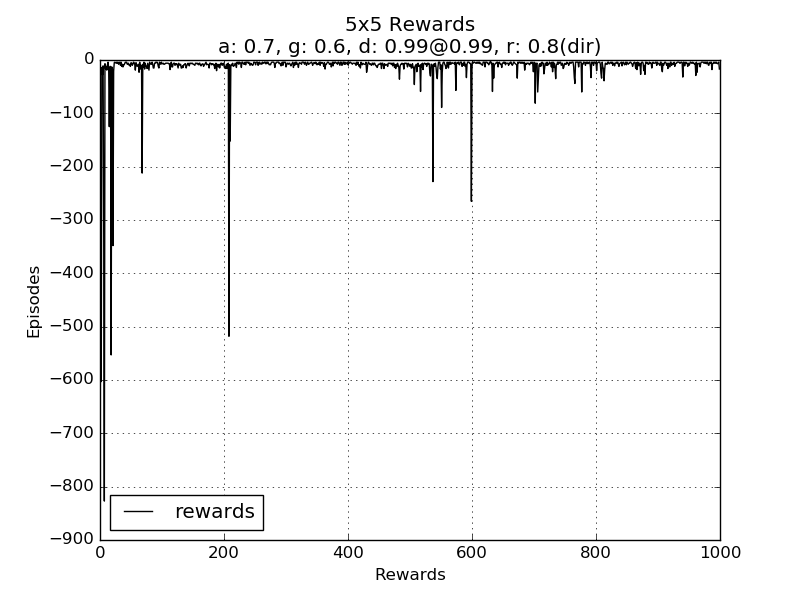 5x5 Rewards
a: 0.7, g: 0.6, d: 0.99@0.99, r: 0.8(dir)
0
−100
−200
−300
−400
−500
−600
−700
−800
−900
Episodes
rewards
0 200 400 600 800 1000
Rewards